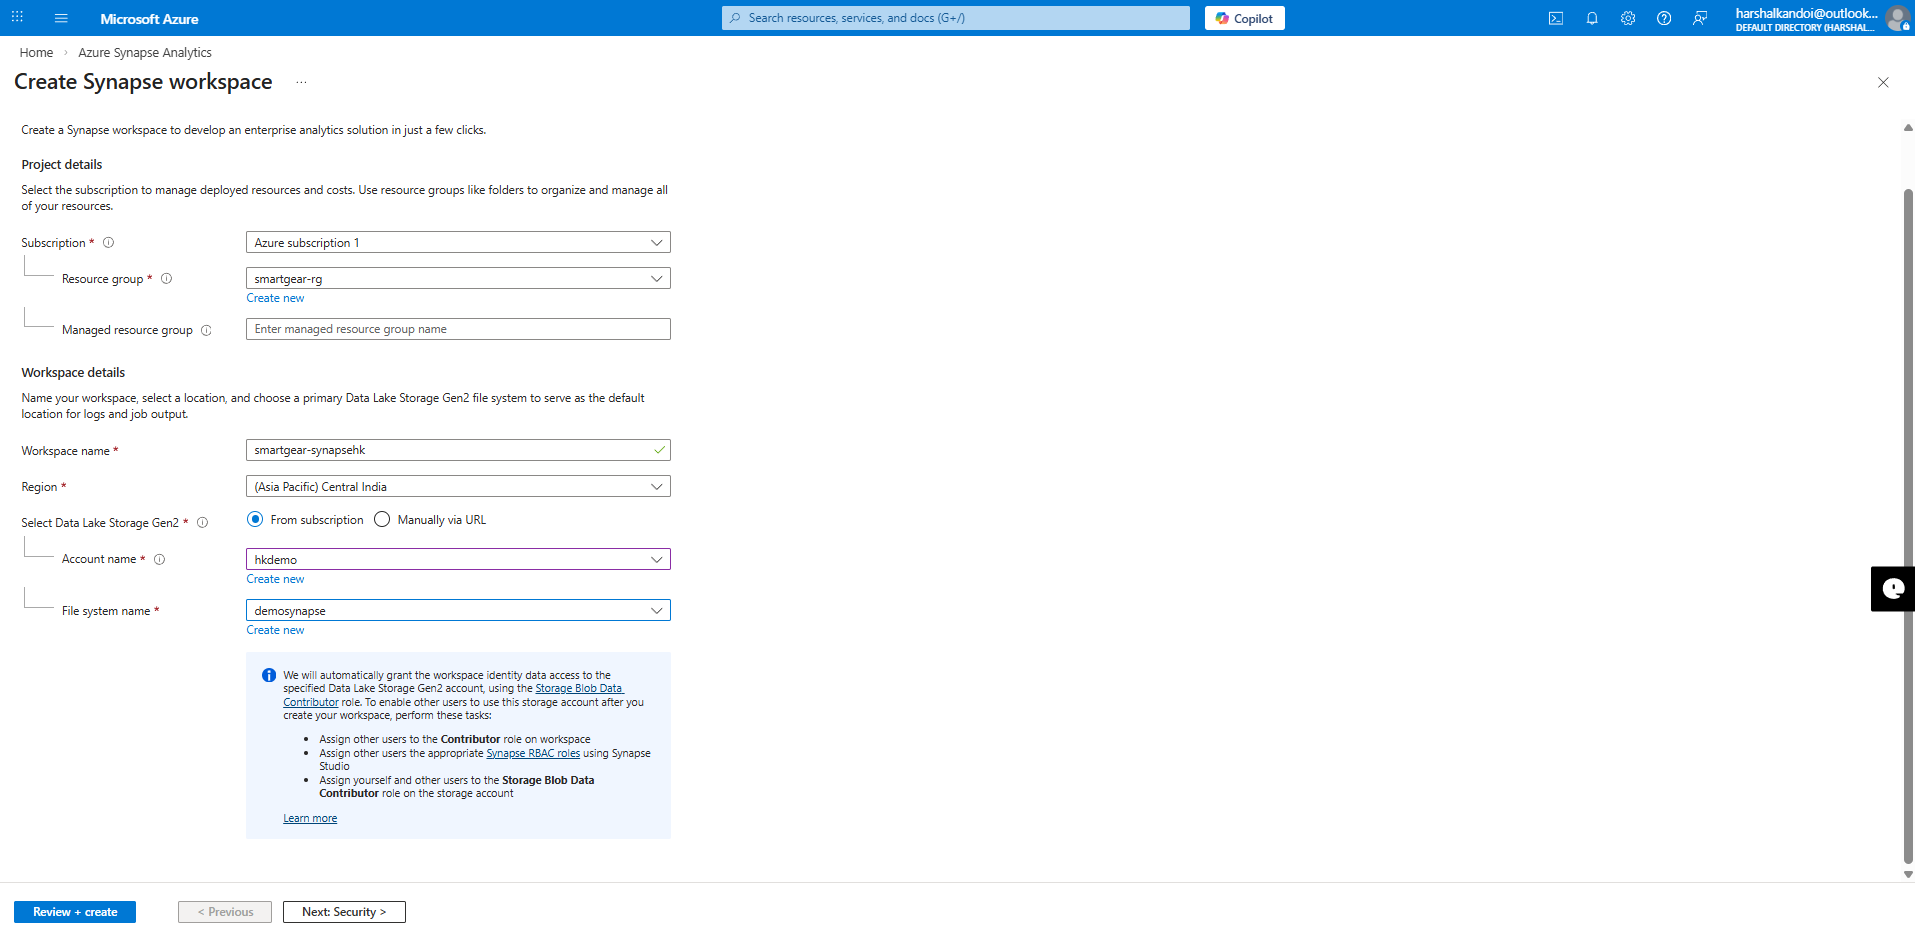 Microsoft Azure
Search resources, services, and docs (G+/)
Copilot
harshalkandoi@outlook...
DEFAULT DIRECTORY (HARSHAL...
Home › Azure Synapse Analytics
Create Synapse workspace ...
Create a Synapse workspace to develop an enterprise analytics solution in just a few clicks.
Project details
Select the subscription to manage deployed resources and costs. Use resource groups like folders to organize and manage all
of your resources.
Subscription *
Azure subscription 1
Resource group *
smartgear-rg
Create new
Managed resource group
Enter managed resource group name
Workspace details
Name your workspace, select a location, and choose a primary Data Lake Storage Gen2 file system to serve as the default
location for logs and job output.
Workspace name *
smartgear-synapsehk
Region *
(Asia Pacific) Central India
Select Data Lake Storage Gen2 *
From subscription
Manually via URL
Account name *
hkdemo
Create new
File system name *
demosynapse
Create new
We will automatically grant the workspace identity data access to the
specified Data Lake Storage Gen2 account, using the Storage Blob Data
Contributor role. To enable other users to use this storage account after you
create your workspace, perform these tasks:
• Assign other users to the Contributor role on workspace
• Assign other users the appropriate Synapse RBAC roles using Synapse
Studio
• Assign yourself and other users to the Storage Blob Data
Contributor role on the storage account
Learn more
Review + create
< Previous
Next: Security >